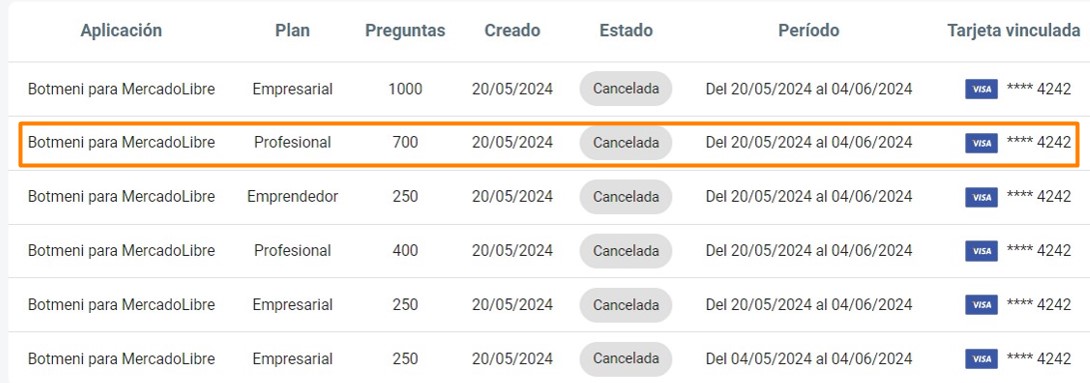 Aplicación Plan Preguntas Creado Estado Período Tarjeta vinculada
Botmeni para MercadoLibre Empresarial 1000 20/05/2024 Cancelada Del 20/05/2024 al 04/06/2024 VISA **** 4242
Botmeni para MercadoLibre Profesional 700 20/05/2024 Cancelada Del 20/05/2024 al 04/06/2024 VISA **** 4242
Botmeni para MercadoLibre Emprendedor 250 20/05/2024 Cancelada Del 20/05/2024 al 04/06/2024 VISA **** 4242
Botmeni para MercadoLibre Profesional 400 20/05/2024 Cancelada Del 20/05/2024 al 04/06/2024 VISA **** 4242
Botmeni para MercadoLibre Empresarial 250 20/05/2024 Cancelada Del 20/05/2024 al 04/06/2024 VISA **** 4242
Botmeni para MercadoLibre Empresarial 250 20/05/2024 Cancelada Del 04/05/2024 al 04/06/2024 VISA **** 4242